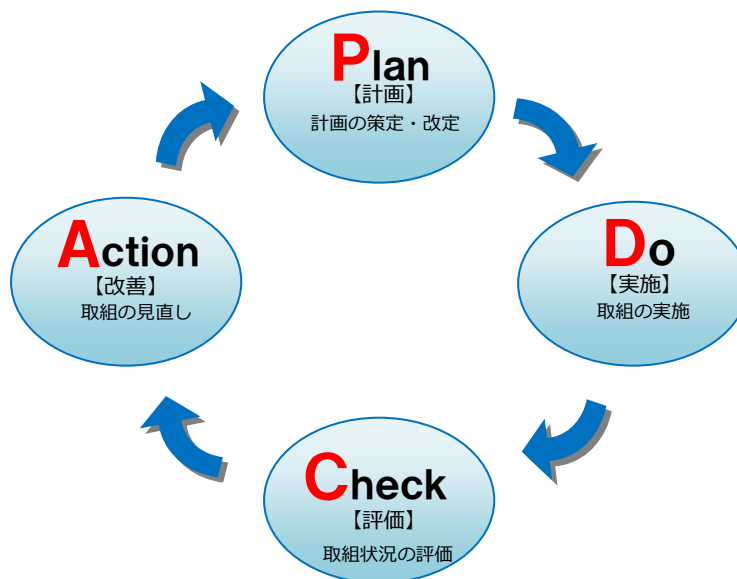 Plan
【計画】
計画の策定・改定
Do
【実施】
取組の実施
Check
【評価】
取組状況の評価
Action
【改善】
取組の見直し